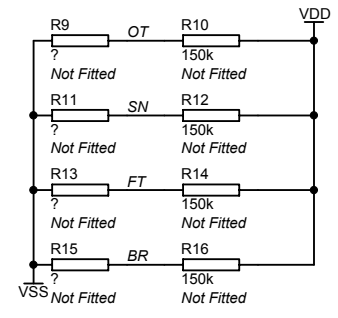 VDD
R9 OT R10
? 150k
Not Fitted Not Fitted
R11 SN R12
? 150k
Not Fitted Not Fitted
R13 FT R14
? 150k
Not Fitted Not Fitted
R15 BR R16
? 150k
VSS Not Fitted Not Fitted